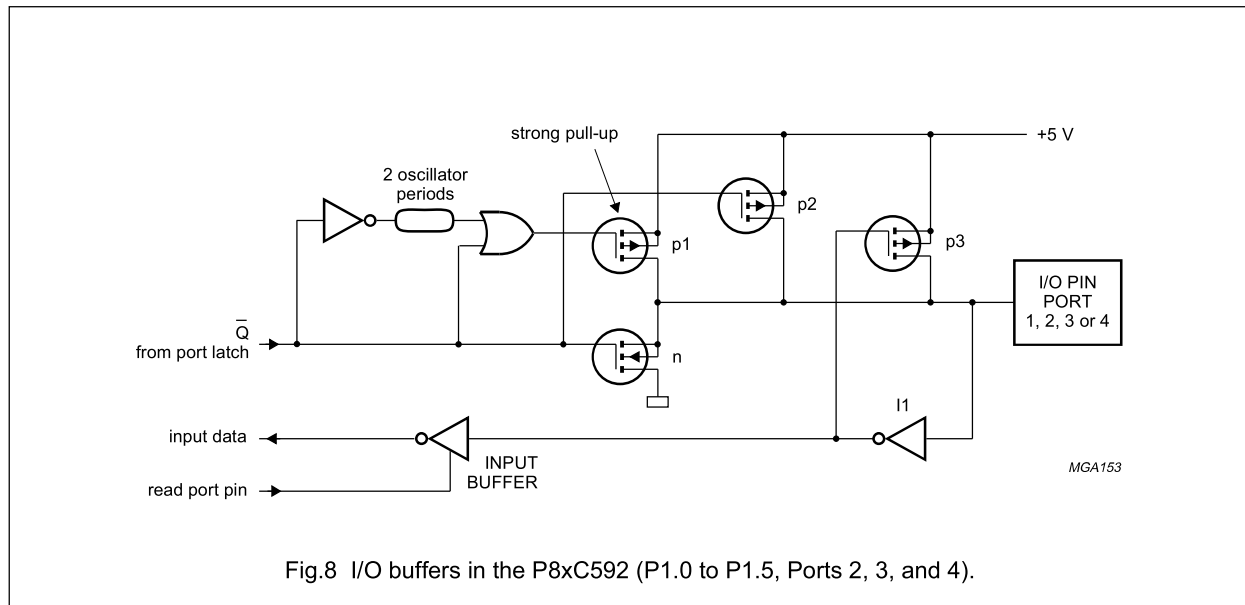 strong pull-up
+5 V
2 oscillator
periods
p2
p1
p3
I/O PIN
PORT
1, 2, 3 or 4
Q̅
from port latch
n
I1
input data
INPUT
BUFFER
read port pin
MGA153
Fig.8 I/O buffers in the P8xC592 (P1.0 to P1.5, Ports 2, 3, and 4).